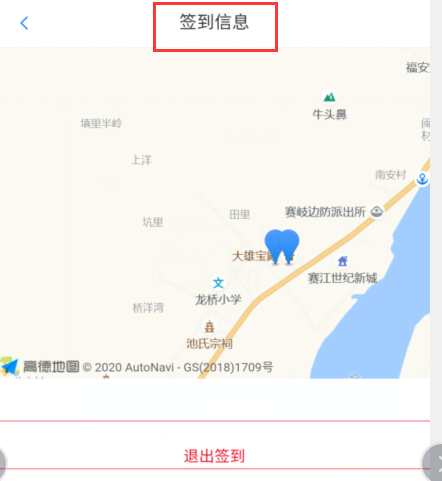 签到信息
福安
牛头鼻
填里半岭
闽
材
上洋
南安村
田里
赛岐边防派出所
坑里
大雄宝殿
赛江世纪新城
文
龙桥小学
桥洋湾
池氏宗祠
高德地图 © 2020 AutoNavi - GS(2018)1709号
退出签到